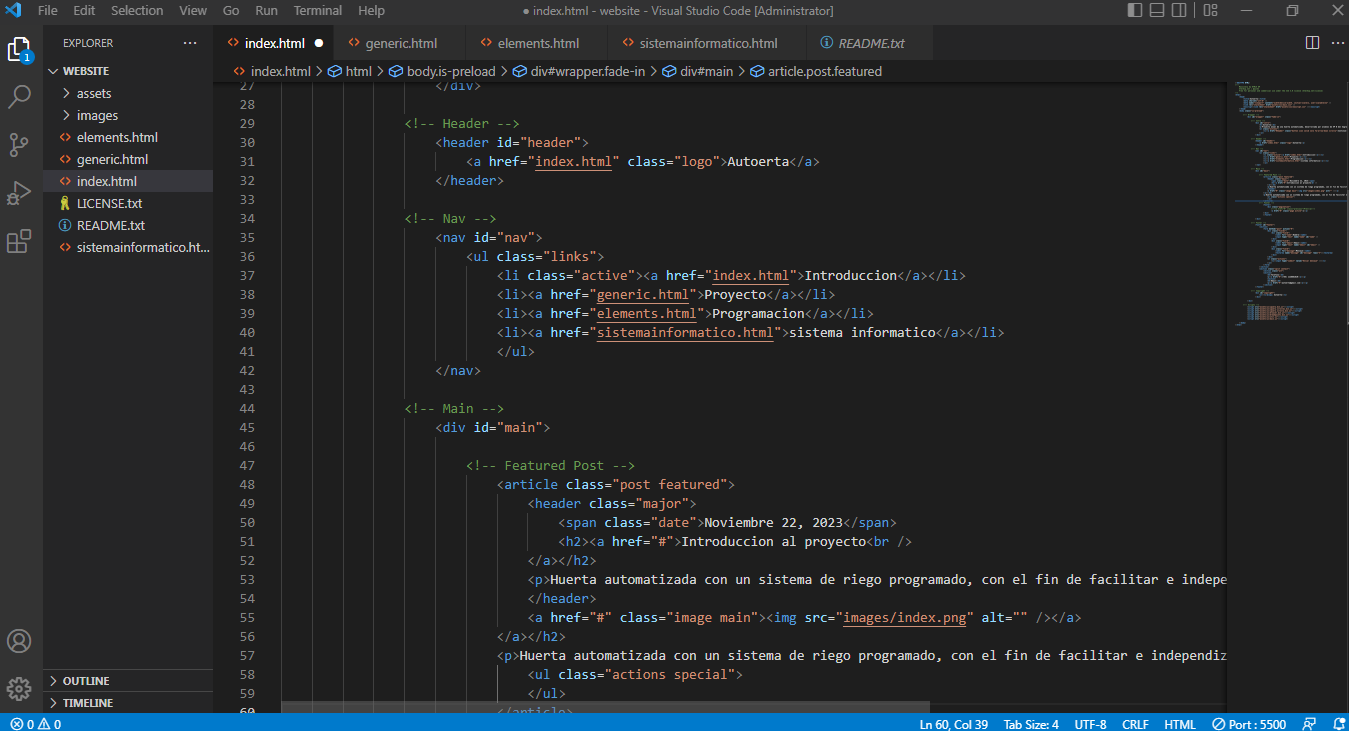 File Edit Selection View Go Run Terminal Help
● index.html - website - Visual Studio Code [Administrator]
EXPLORER ...
<> index.html ●
<> generic.html
<> elements.html
<> sistemainformatico.html
README.txt
...
WEBSITE
<> index.html > html > body.is-preload > div#wrapper.fade-in > div#main > article.post.featured
1
> assets
> images
<> elements.html
<> generic.html
<> index.html
LICENSE.txt
README.txt
<> sistemainformatico.ht...
27 </div>
28
29 <!-- Header -->
30 <header id="header">
31 <a href="index.html" class="logo">Autoerta</a>
32 </header>
33
34 <!-- Nav -->
35 <nav id="nav">
36 <ul class="links">
37 <li class="active"><a href="index.html">Introduccion</a></li>
38 <li><a href="generic.html">Proyecto</a></li>
39 <li><a href="elements.html">Programacion</a></li>
40 <li><a href="sistemainformatico.html">sistema informatico</a></li>
41 </ul>
42 </nav>
43
44 <!-- Main -->
45 <div id="main">
46
47 <!-- Featured Post -->
48 <article class="post featured">
49 <header class="major">
50 <span class="date">Noviembre 22, 2023</span>
51 <h2><a href="#">Introduccion al proyecto<br />
52 </a></h2>
53 <p>Huerta automatizada con un sistema de riego programado, con el fin de facilitar e indepe
54 </header>
55 <a href="#" class="image main"><img src="images/index.png" alt="" /></a>
56 </a></h2>
57 <p>Huerta automatizada con un sistema de riego programado, con el fin de facilitar e independiz
58 <ul class="actions special">
59 </ul>
60 </article>
> OUTLINE
> TIMELINE
0 0
Ln 60, Col 39 Tab Size: 4 UTF-8 CRLF HTML Port : 5500